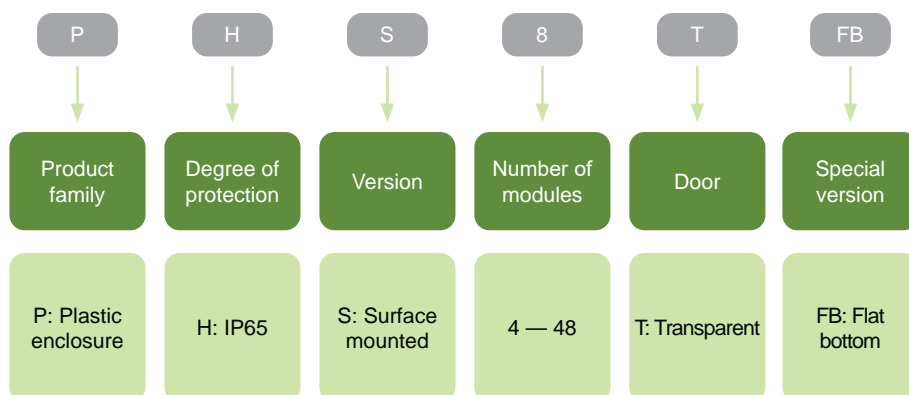 P H S 8 T FB
Product family
Degree of protection
Version
Number of modules
Door
Special version
P: Plastic enclosure
H: IP65
S: Surface mounted
4 — 48
T: Transparent
FB: Flat bottom